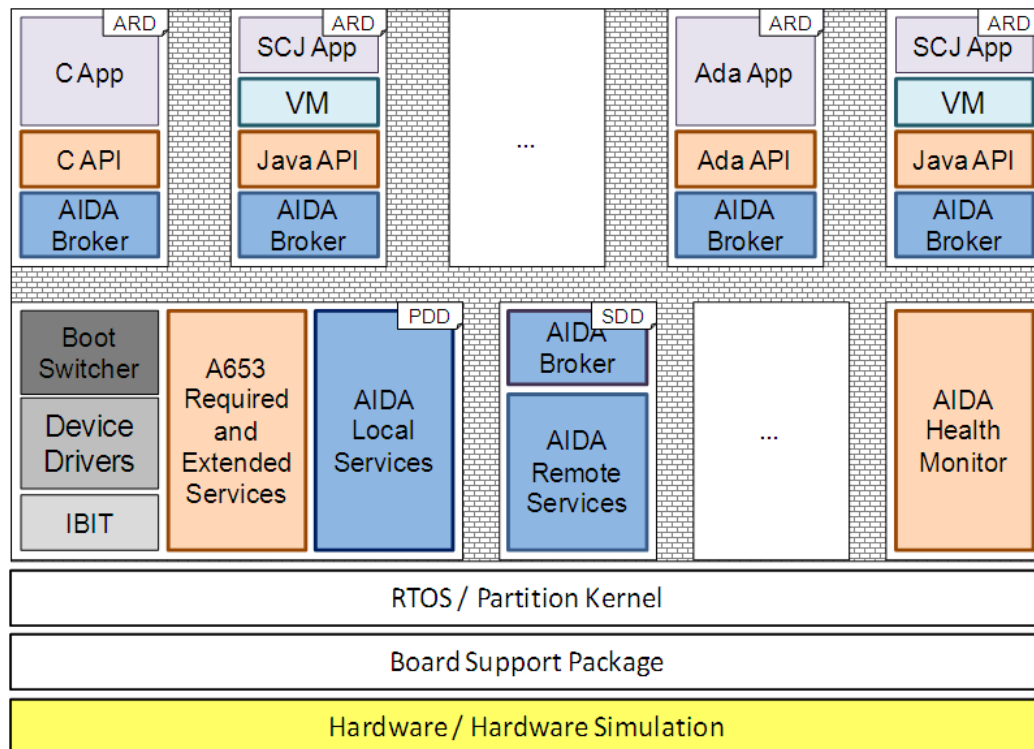 ARD
C App
C API
AIDA
Broker
ARD
SCJ App
VM
Java API
AIDA
Broker
...
ARD
Ada App
Ada API
AIDA
Broker
ARD
SCJ App
VM
Java API
AIDA
Broker
Boot
Switcher
Device
Drivers
IBIT
A653
Required
and
Extended
Services
PDD
AIDA
Local
Services
SDD
AIDA
Broker
AIDA
Remote
Services
...
AIDA
Health
Monitor
RTOS / Partition Kernel
Board Support Package
Hardware / Hardware Simulation